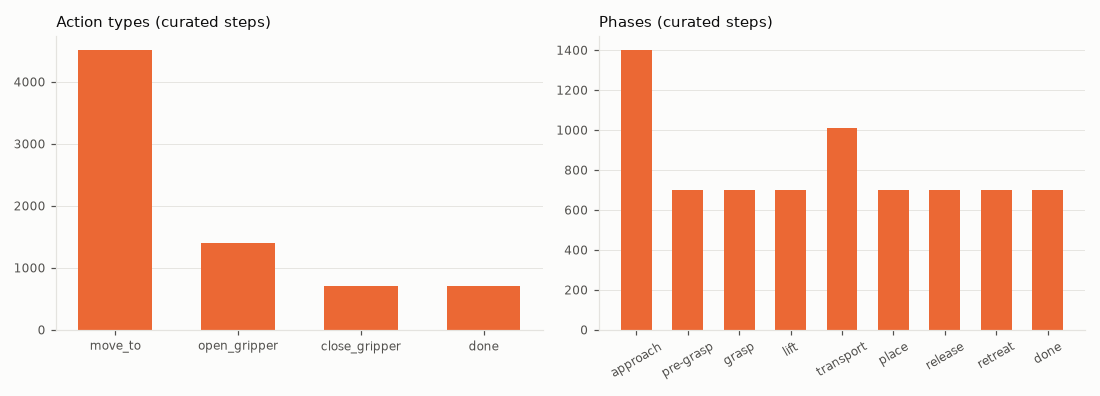 Action types (curated steps)
4000
3000
2000
1000
0
move_to
open_gripper
close_gripper
done
Phases (curated steps)
1400
1200
1000
800
600
400
200
0
approach
pre-grasp
grasp
lift
transport
place
release
retreat
done